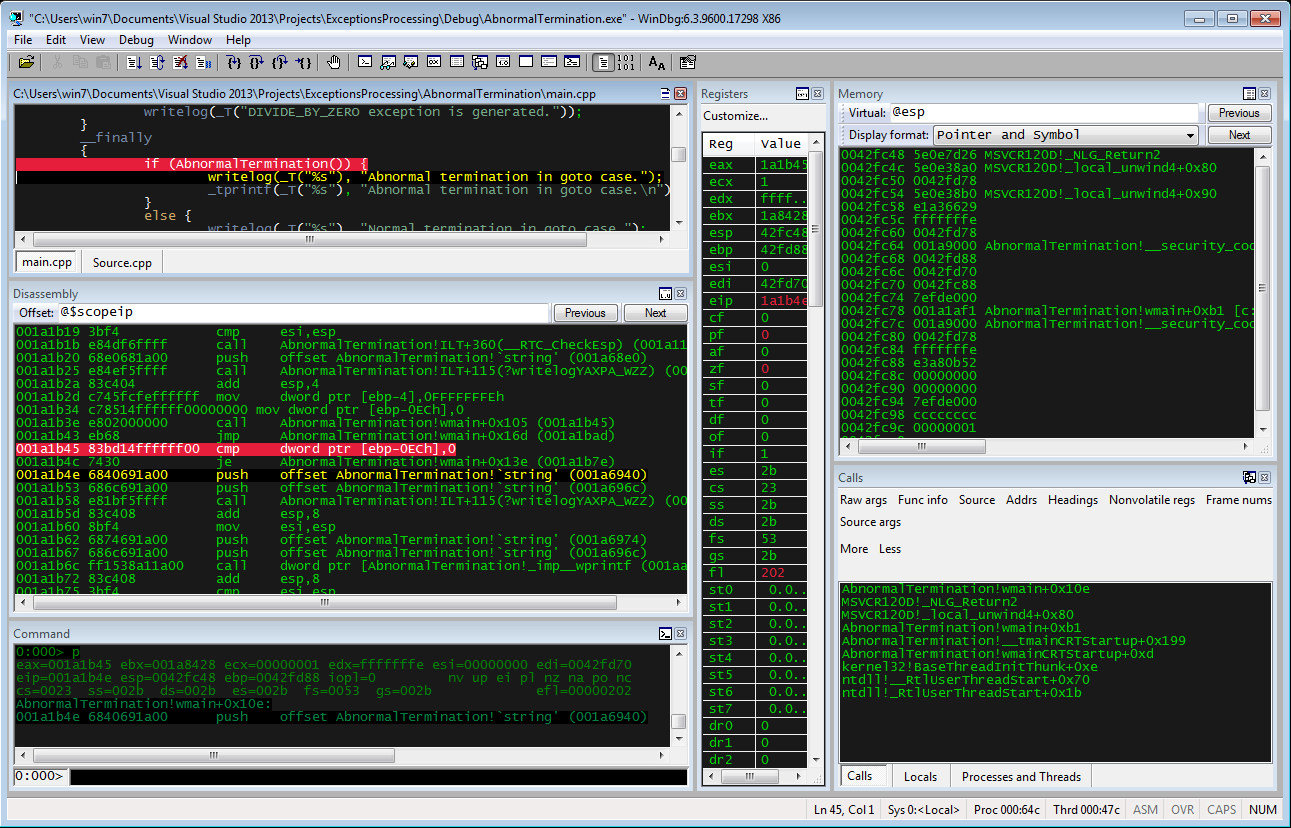 "C:\Users\win7\Documents\Visual Studio 2013\Projects\ExceptionsProcessing\Debug\AbnormalTermination.exe" - WinDbg:6.3.9600.17298 X86
File Edit View Debug Window Help
C:\Users\win7\Documents\Visual Studio 2013\Projects\ExceptionsProcessing\AbnormalTermination\main.cpp
writelog(_T("DIVIDE_BY_ZERO exception is generated."));
}
__finally
{
if (AbnormalTermination()) {
writelog(_T("%s"), "Abnormal termination in goto case.");
_tprintf(_T("%s"), "Abnormal termination in goto case.\n")
}
else {
writelog(_T("%s"), "Normal termination in goto case.");
main.cpp Source.cpp
Disassembly
Offset: @$scopeip Previous Next
001a1b19 3bf4 cmp esi,esp
001a1b1b e84df6ffff call AbnormalTermination!ILT+360(__RTC_CheckEsp) (001a11
001a1b20 68e0681a00 push offset AbnormalTermination!`string' (001a68e0)
001a1b25 e84ef5ffff call AbnormalTermination!ILT+115(?writelogYAXPA_WZZ) (00
001a1b2a 83c404 add esp,4
001a1b2d c745fcfeffffff mov dword ptr [ebp-4],0FFFFFFFEh
001a1b34 c78514ffffff00000000 mov dword ptr [ebp-0ECh],0
001a1b3e e802000000 call AbnormalTermination!wmain+0x105 (001a1b45)
001a1b43 eb68 jmp AbnormalTermination!wmain+0x16d (001a1bad)
001a1b45 83bd14ffffff00 cmp dword ptr [ebp-0ECh],0
001a1b4c 7430 je AbnormalTermination!wmain+0x13e (001a1b7e)
001a1b4e 6840691a00 push offset AbnormalTermination!`string' (001a6940)
001a1b53 686c691a00 push offset AbnormalTermination!`string' (001a696c)
001a1b58 e81bf5ffff call AbnormalTermination!ILT+115(?writelogYAXPA_WZZ) (00
001a1b5d 83c408 add esp,8
001a1b60 8bf4 mov esi,esp
001a1b62 6874691a00 push offset AbnormalTermination!`string' (001a6974)
001a1b67 686c691a00 push offset AbnormalTermination!`string' (001a696c)
001a1b6c ff1538a11a00 call dword ptr [AbnormalTermination!_imp__wprintf (001aa
001a1b72 83c408 add esp,8
001a1b75 3bf4 cmp esi,esp
Command
0:000> p
eax=001a1b45 ebx=001a8428 ecx=00000001 edx=fffffffe esi=00000000 edi=0042fd70
eip=001a1b4e esp=0042fc48 ebp=0042fd88 iopl=0 nv up ei pl nz na po nc
cs=0023 ss=002b ds=002b es=002b fs=0053 gs=002b efl=00000202
AbnormalTermination!wmain+0x10e:
001a1b4e 6840691a00 push offset AbnormalTermination!`string' (001a6940)
0:000>
Registers
Customize...
Reg Value
eax 1a1b45
ecx 1
edx ffff..
ebx 1a8428
esp 42fc48
ebp 42fd88
esi 0
edi 42fd70
eip 1a1b4e
cf 0
pf 0
af 0
zf 0
sf 0
tf 0
df 0
of 0
if 1
es 2b
cs 23
ss 2b
ds 2b
fs 53
gs 2b
fl 202
st0 0.0..
st1 0.0..
st2 0.0..
st3 0.0..
st4 0.0..
st5 0.0..
st6 0.0..
st7 0.0..
dr0 0
dr1 0
dr2 0
Memory
Virtual: @esp Previous
Display format: Pointer and Symbol Next
0042fc48 5e0e7d26 MSVCR120D!_NLG_Return2
0042fc4c 5e0e38a0 MSVCR120D!_local_unwind4+0x80
0042fc50 0042fd78
0042fc54 5e0e38b0 MSVCR120D!_local_unwind4+0x90
0042fc58 e1a36629
0042fc5c fffffffe
0042fc60 0042fd78
0042fc64 001a9000 AbnormalTermination!__security_coo
0042fc68 0042fd88
0042fc6c 0042fd70
0042fc70 0042fc88
0042fc74 7efde000
0042fc78 001a1af1 AbnormalTermination!wmain+0xb1 [c:
0042fc7c 001a9000 AbnormalTermination!__security_coo
0042fc80 0042fd78
0042fc84 fffffffe
0042fc88 e3a80b52
0042fc8c 00000000
0042fc90 00000000
0042fc94 7efde000
0042fc98 cccccccc
0042fc9c 00000001
Calls
Raw args Func info Source Addrs Headings Nonvolatile regs Frame nums
Source args
More Less
AbnormalTermination!wmain+0x10e
MSVCR120D!_NLG_Return2
MSVCR120D!_local_unwind4+0x80
AbnormalTermination!wmain+0xb1
AbnormalTermination!__tmainCRTStartup+0x199
AbnormalTermination!wmainCRTStartup+0xd
kernel32!BaseThreadInitThunk+0xe
ntdll!__RtlUserThreadStart+0x70
ntdll!_RtlUserThreadStart+0x1b
Calls Locals Processes and Threads
Ln 45, Col 1 Sys 0:<Local> Proc 000:64c Thrd 000:47c ASM OVR CAPS NUM